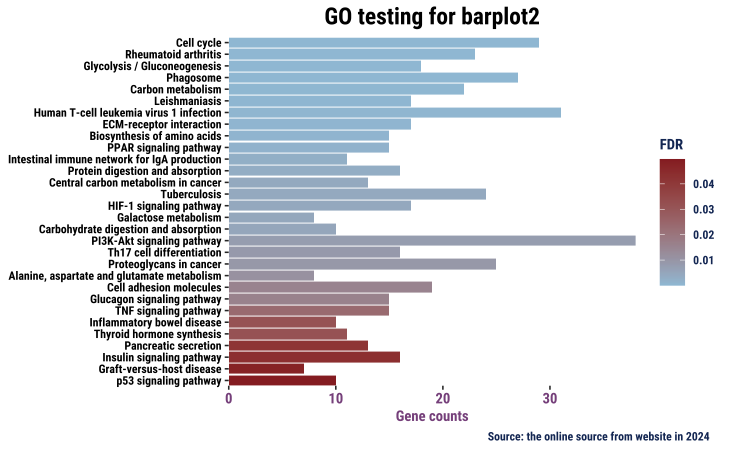 GO testing for barplot2
Cell cycle
Rheumatoid arthritis
Glycolysis / Gluconeogenesis
Phagosome
Carbon metabolism
Leishmaniasis
Human T-cell leukemia virus 1 infection
ECM-receptor interaction
Biosynthesis of amino acids
PPAR signaling pathway
Intestinal immune network for IgA production
Protein digestion and absorption
Central carbon metabolism in cancer
Tuberculosis
HIF-1 signaling pathway
Galactose metabolism
Carbohydrate digestion and absorption
PI3K-Akt signaling pathway
Th17 cell differentiation
Proteoglycans in cancer
Alanine, aspartate and glutamate metabolism
Cell adhesion molecules
Glucagon signaling pathway
TNF signaling pathway
Inflammatory bowel disease
Thyroid hormone synthesis
Pancreatic secretion
Insulin signaling pathway
Graft-versus-host disease
p53 signaling pathway
0 10 20 30
Gene counts
FDR
0.04
0.03
0.02
0.01
Source: the online source from website in 2024